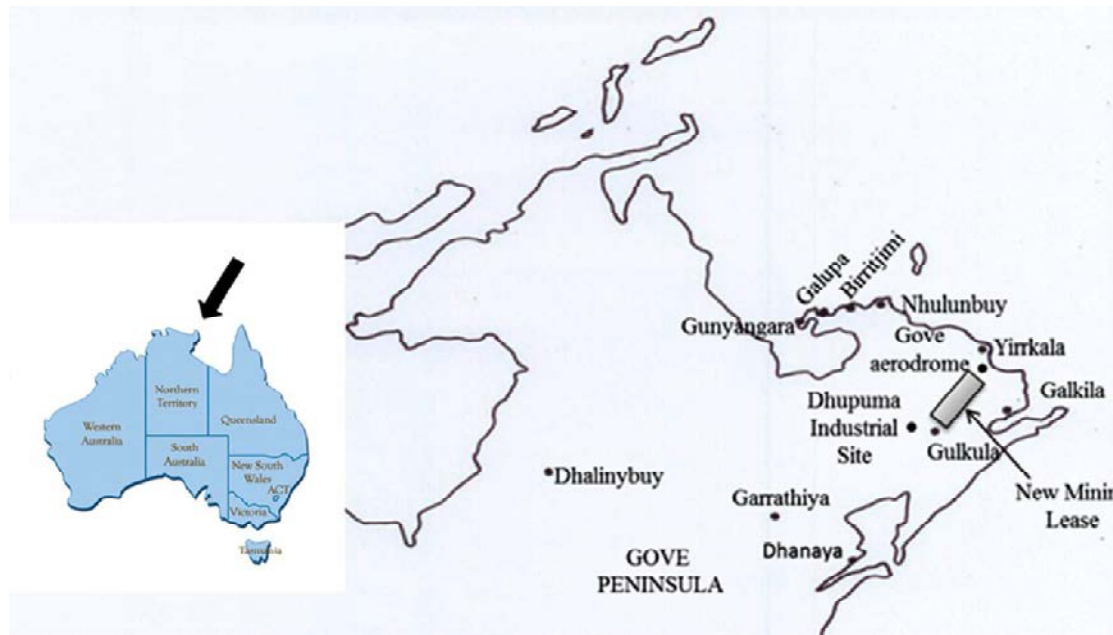 Galupa
Birritjimi
Gunyangara
Nhulunbuy
Gove
aerodrome
Yirrkala
Galkila
Dhupuma
Industrial
Site
Gulkula
New Minin
Lease
Dhalinybuy
Garrathiya
Dhanaya
GOVE
PENINSULA
Northern
Territory
Western
Australia
Queensland
South
Australia
New South
Wales
ACT
Victoria
Tasmania